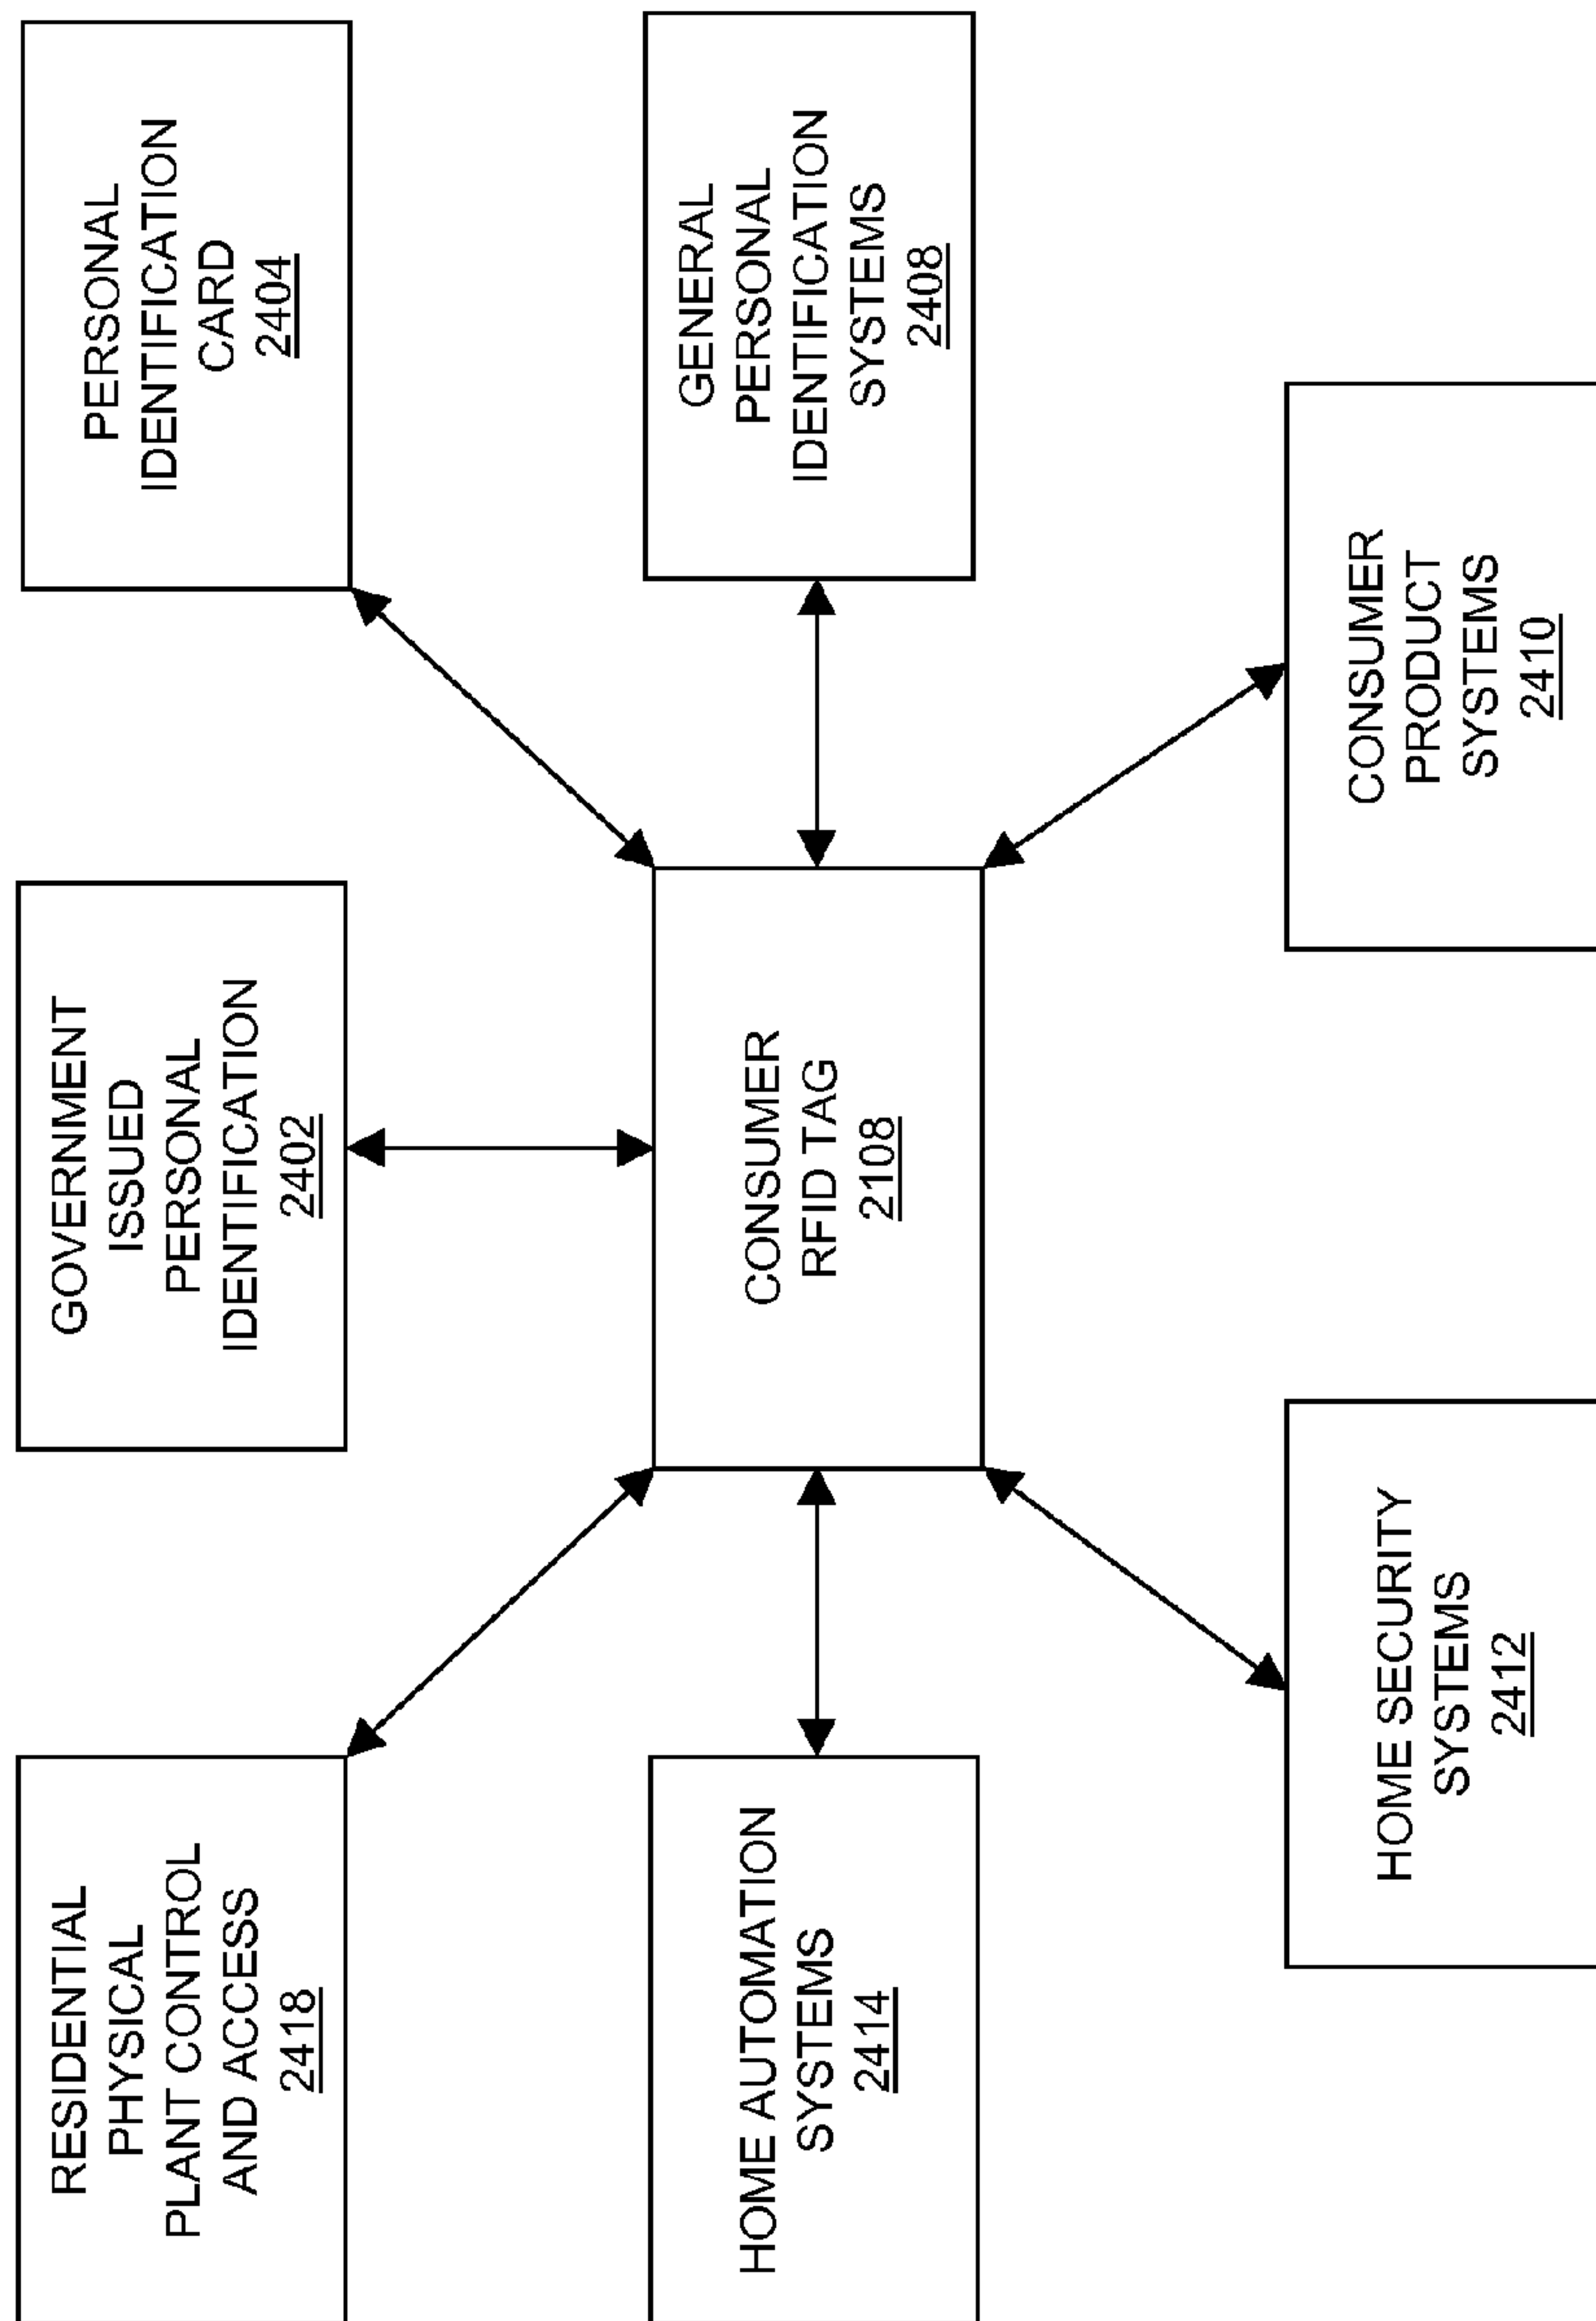 RESIDENTIAL
PHYSICAL
PLANT CONTROL
AND ACCESS
2418
GOVERNMENT
ISSUED
PERSONAL
IDENTIFICATION
2402
PERSONAL
IDENTIFICATION
CARD
2404
HOME AUTOMATION
SYSTEMS
2414
CONSUMER
RFID TAG
2108
GENERAL
PERSONAL
IDENTIFICATION
SYSTEMS
2408
HOME SECURITY
SYSTEMS
2412
CONSUMER
PRODUCT
SYSTEMS
2410